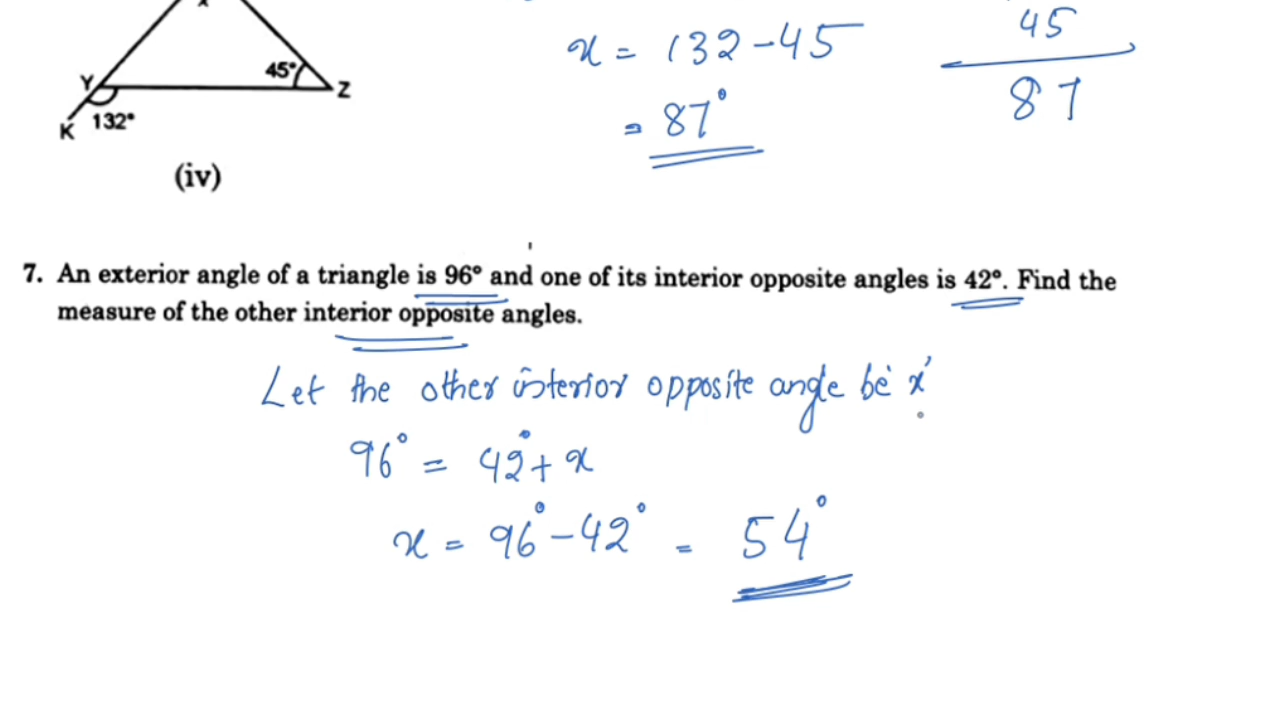 45
x = 132 - 45
87
= 87°
45°
Y
Z
K
132°
(iv)
7. An exterior angle of a triangle is 96° and one of its interior opposite angles is 42°. Find the
measure of the other interior opposite angles.
Let the other interior opposite angle be x
96° = 42° + x
x = 96° - 42° = 54°